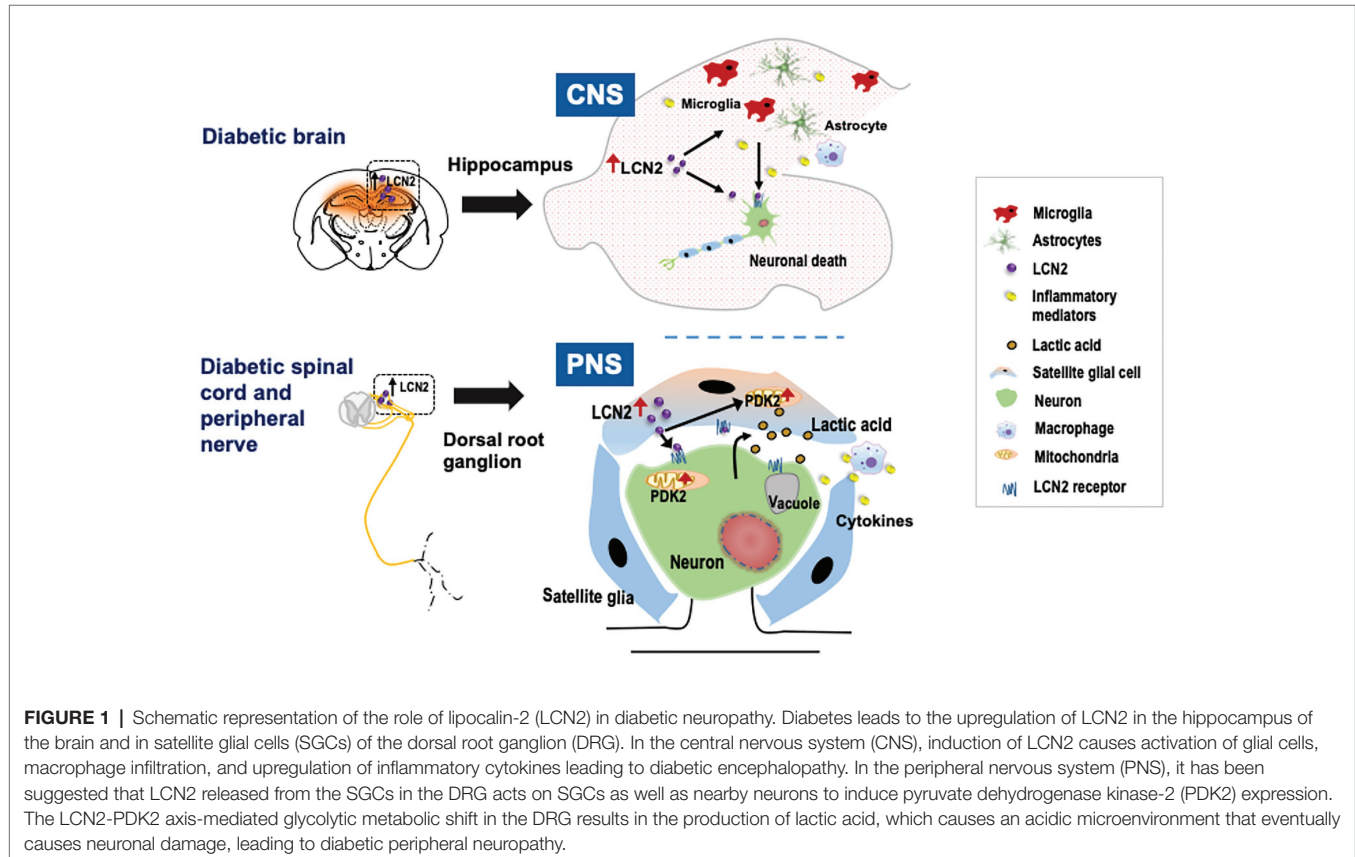 CNS
Diabetic brain
LCN2
Hippocampus
Microglia
Astrocyte
LCN2
Neuronal death
Diabetic spinal
cord and
peripheral
nerve
LCN2
Dorsal root
ganglion
PNS
LCN2
PDK2
Lactic acid
PDK2
Vacuole
Cytokines
Neuron
Satellite glia
Microglia
Astrocytes
LCN2
Inflammatory
mediators
Lactic acid
Satellite glial cell
Neuron
Macrophage
Mitochondria
LCN2 receptor
FIGURE 1 | Schematic representation of the role of lipocalin-2 (LCN2) in diabetic neuropathy. Diabetes leads to the upregulation of LCN2 in the hippocampus of
the brain and in satellite glial cells (SGCs) of the dorsal root ganglion (DRG). In the central nervous system (CNS), induction of LCN2 causes activation of glial cells,
macrophage infiltration, and upregulation of inflammatory cytokines leading to diabetic encephalopathy. In the peripheral nervous system (PNS), it has been
suggested that LCN2 released from the SGCs in the DRG acts on SGCs as well as nearby neurons to induce pyruvate dehydrogenase kinase-2 (PDK2) expression.
The LCN2-PDK2 axis-mediated glycolytic metabolic shift in the DRG results in the production of lactic acid, which causes an acidic microenvironment that eventually
causes neuronal damage, leading to diabetic peripheral neuropathy.